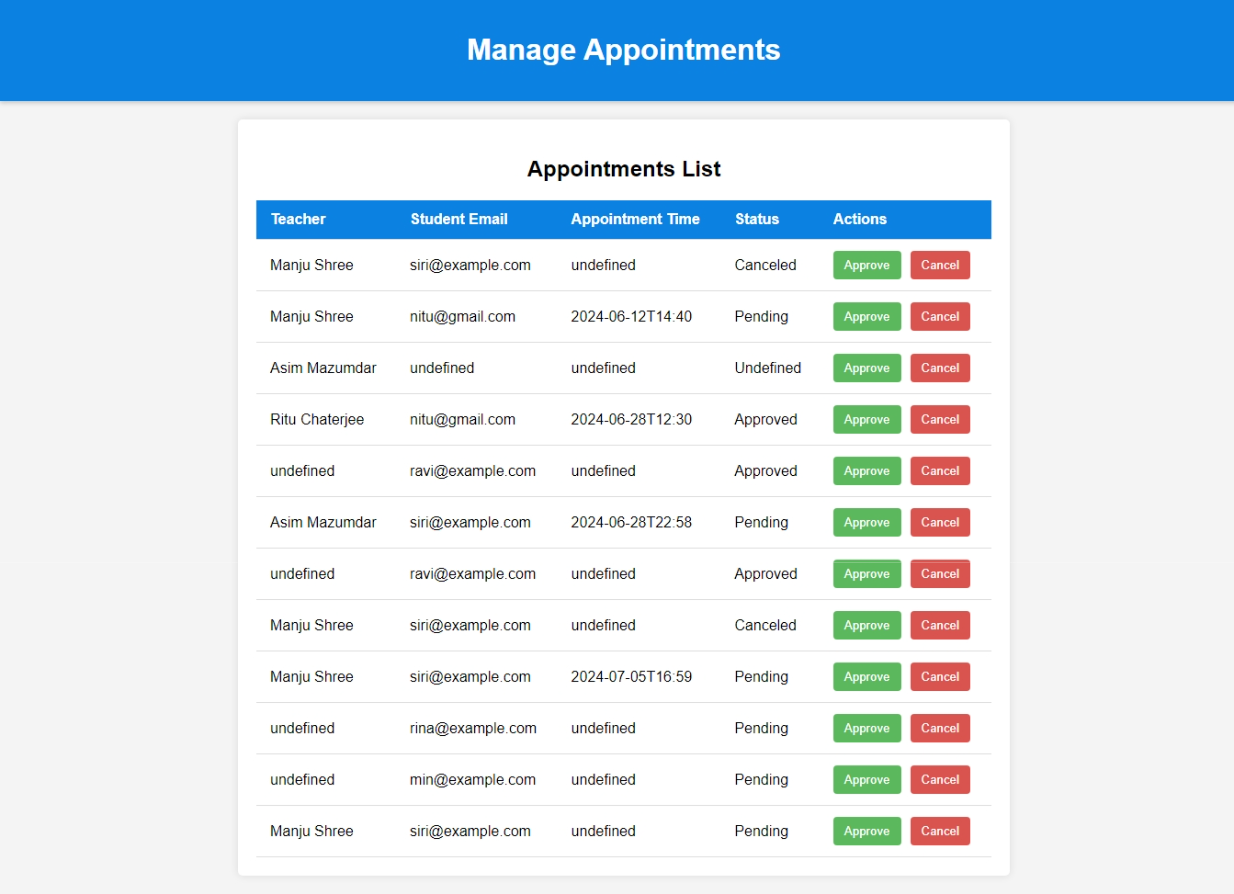 Manage Appointments
Appointments List
Teacher Student Email Appointment Time Status Actions
Manju Shree siri@example.com undefined Canceled Approve Cancel
Manju Shree nitu@gmail.com 2024-06-12T14:40 Pending Approve Cancel
Asim Mazumdar undefined undefined Undefined Approve Cancel
Ritu Chaterjee nitu@gmail.com 2024-06-28T12:30 Approved Approve Cancel
undefined ravi@example.com undefined Approved Approve Cancel
Asim Mazumdar siri@example.com 2024-06-28T22:58 Pending Approve Cancel
undefined ravi@example.com undefined Approved Approve Cancel
Manju Shree siri@example.com undefined Canceled Approve Cancel
Manju Shree siri@example.com 2024-07-05T16:59 Pending Approve Cancel
undefined rina@example.com undefined Pending Approve Cancel
undefined min@example.com undefined Pending Approve Cancel
Manju Shree siri@example.com undefined Pending Approve Cancel